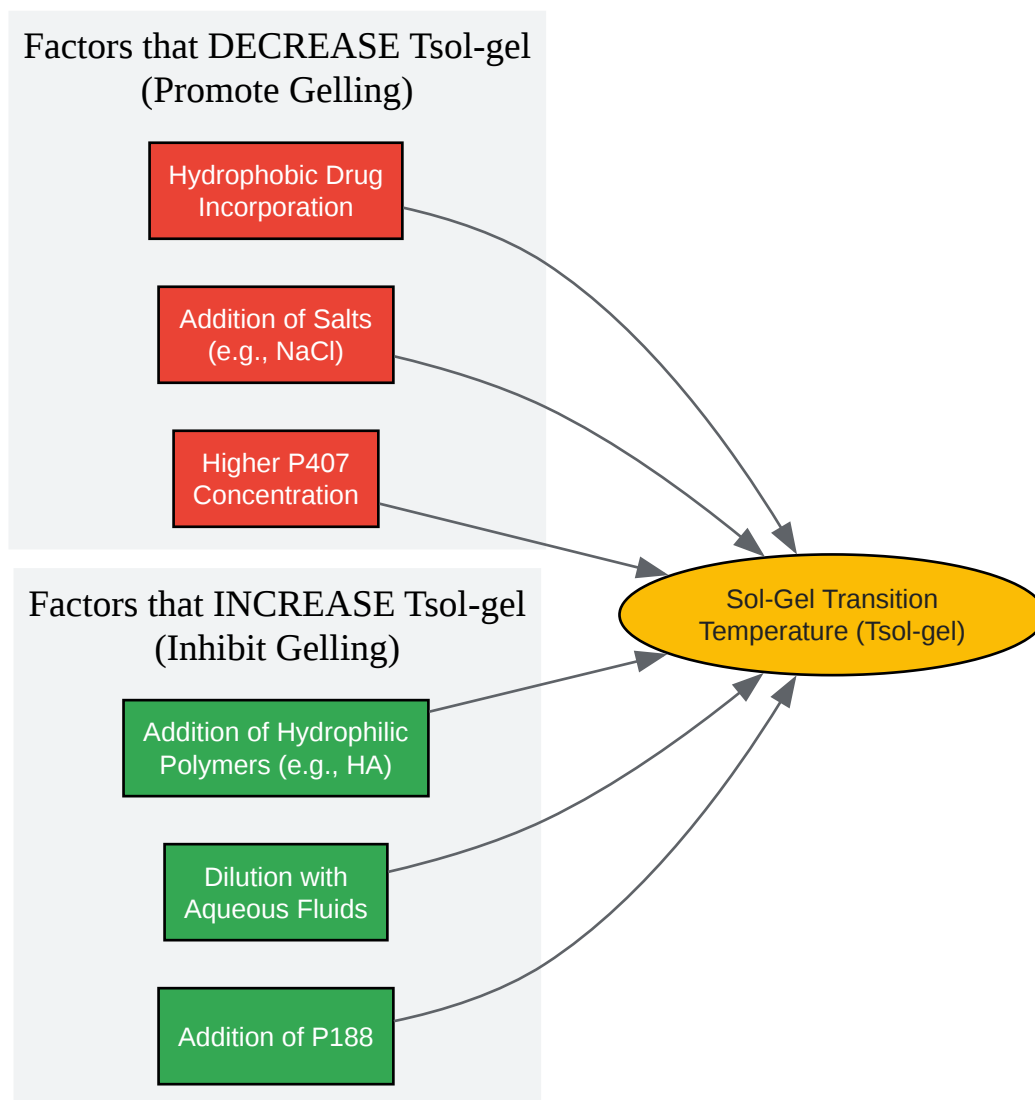 Factors that DECREASE Tsol-gel
(Promote Gelling)
Hydrophobic Drug
Incorporation
Addition of Salts
(e.g., NaCl)
Higher P407
Concentration
Sol-Gel Transition
Temperature (Tsol-gel)
Factors that INCREASE Tsol-gel
(Inhibit Gelling)
Addition of Hydrophilic
Polymers (e.g., HA)
Dilution with
Aqueous Fluids
Addition of P188